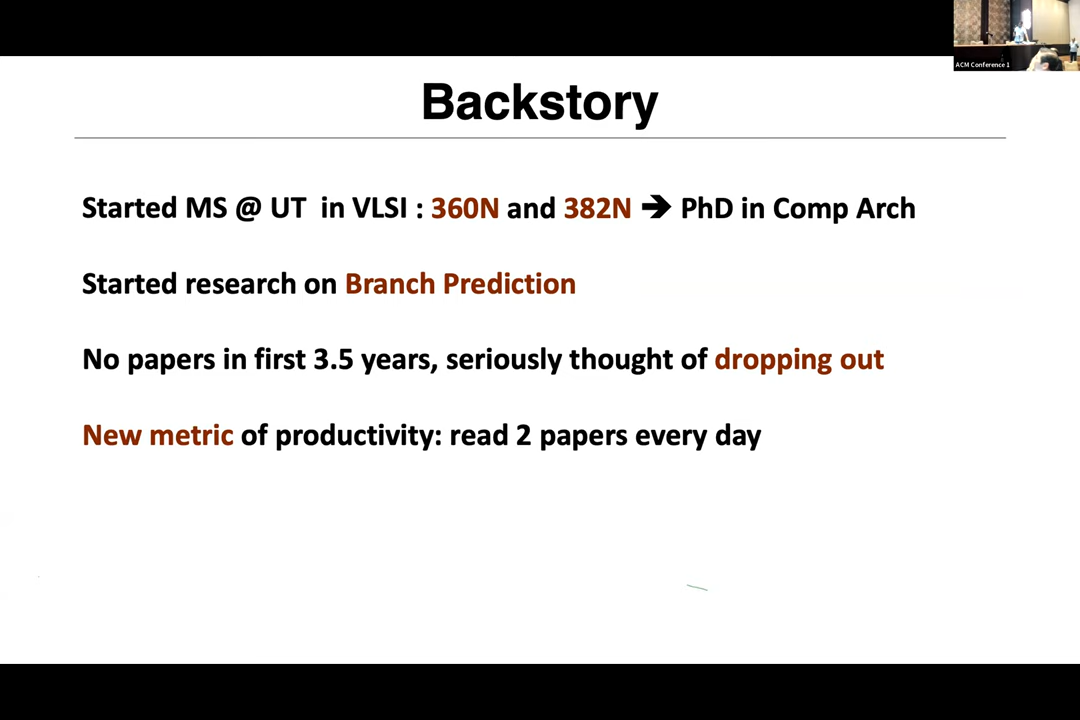 ACM Conference 1
Backstory
Started MS @ UT in VLSI : 360N and 382N ➔ PhD in Comp Arch
Started research on Branch Prediction
No papers in first 3.5 years, seriously thought of dropping out
New metric of productivity: read 2 papers every day